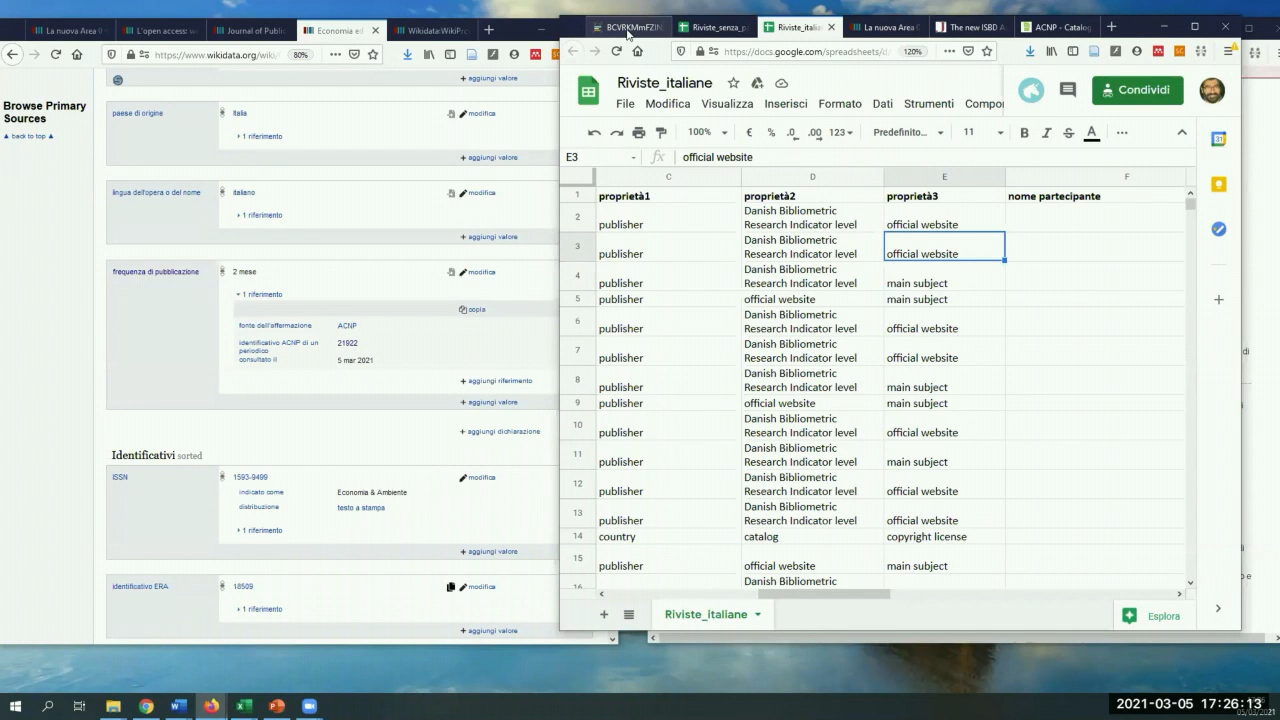 La nuova Area 0
L'open access: w
Journal of Publi
Economia ed
Wikidata:WikiPro
https://www.wikidata.org/wiki/
80%
Browse Primary
Sources
▲ back to top ▲
+ aggiungi valore
paese di origine
Italia
modifica
1 riferimento
+ aggiungi valore
lingua dell'opera o del nome
italiano
modifica
1 riferimento
+ aggiungi valore
frequenza di pubblicazione
2 mese
modifica
1 riferimento
copia
fonte dell'affermazione
ACNP
identificativo ACNP di un
periodico
21922
consultato il
5 mar 2021
+ aggiungi riferimento
+ aggiungi valore
+ aggiungi dichiarazione
Identificativi sorted
ISSN
1593-9499
modifica
indicato come
Economia & Ambiente
distribuzione
testo a stampa
1 riferimento
+ aggiungi valore
identificativo ERA
18509
modifica
1 riferimento
+ aggiungi valore
Riviste_senza_p
Riviste_italia
La nuova Area 0
The new ISBD A
ACNP - Catalog
https://docs.google.com/spreadsheets/d
120%
Riviste_italiane
File Modifica Visualizza Inserisci Formato Dati Strumenti Compo
Condividi
100% € % .0 .00 123 Predefinito... 11 B I S A
E3
fx official website
C D E F
1 proprietà1 proprietà2 proprietà3 nome partecipante
Danish Bibliometric
2 publisher Research Indicator level official website
Danish Bibliometric
3 publisher Research Indicator level official website
Danish Bibliometric
4 publisher Research Indicator level main subject
5 publisher official website main subject
Danish Bibliometric
6 publisher Research Indicator level official website
Danish Bibliometric
7 publisher Research Indicator level official website
Danish Bibliometric
8 publisher Research Indicator level main subject
9 publisher official website main subject
Danish Bibliometric
10 publisher Research Indicator level official website
Danish Bibliometric
11 publisher Research Indicator level main subject
Danish Bibliometric
12 publisher Research Indicator level official website
Danish Bibliometric
13 publisher Research Indicator level official website
14 country catalog copyright license
15 publisher official website main subject
16 Danish Bibliometric
Riviste_italiane
Esplora
2021-03-05 17:26:13
05/03/2021